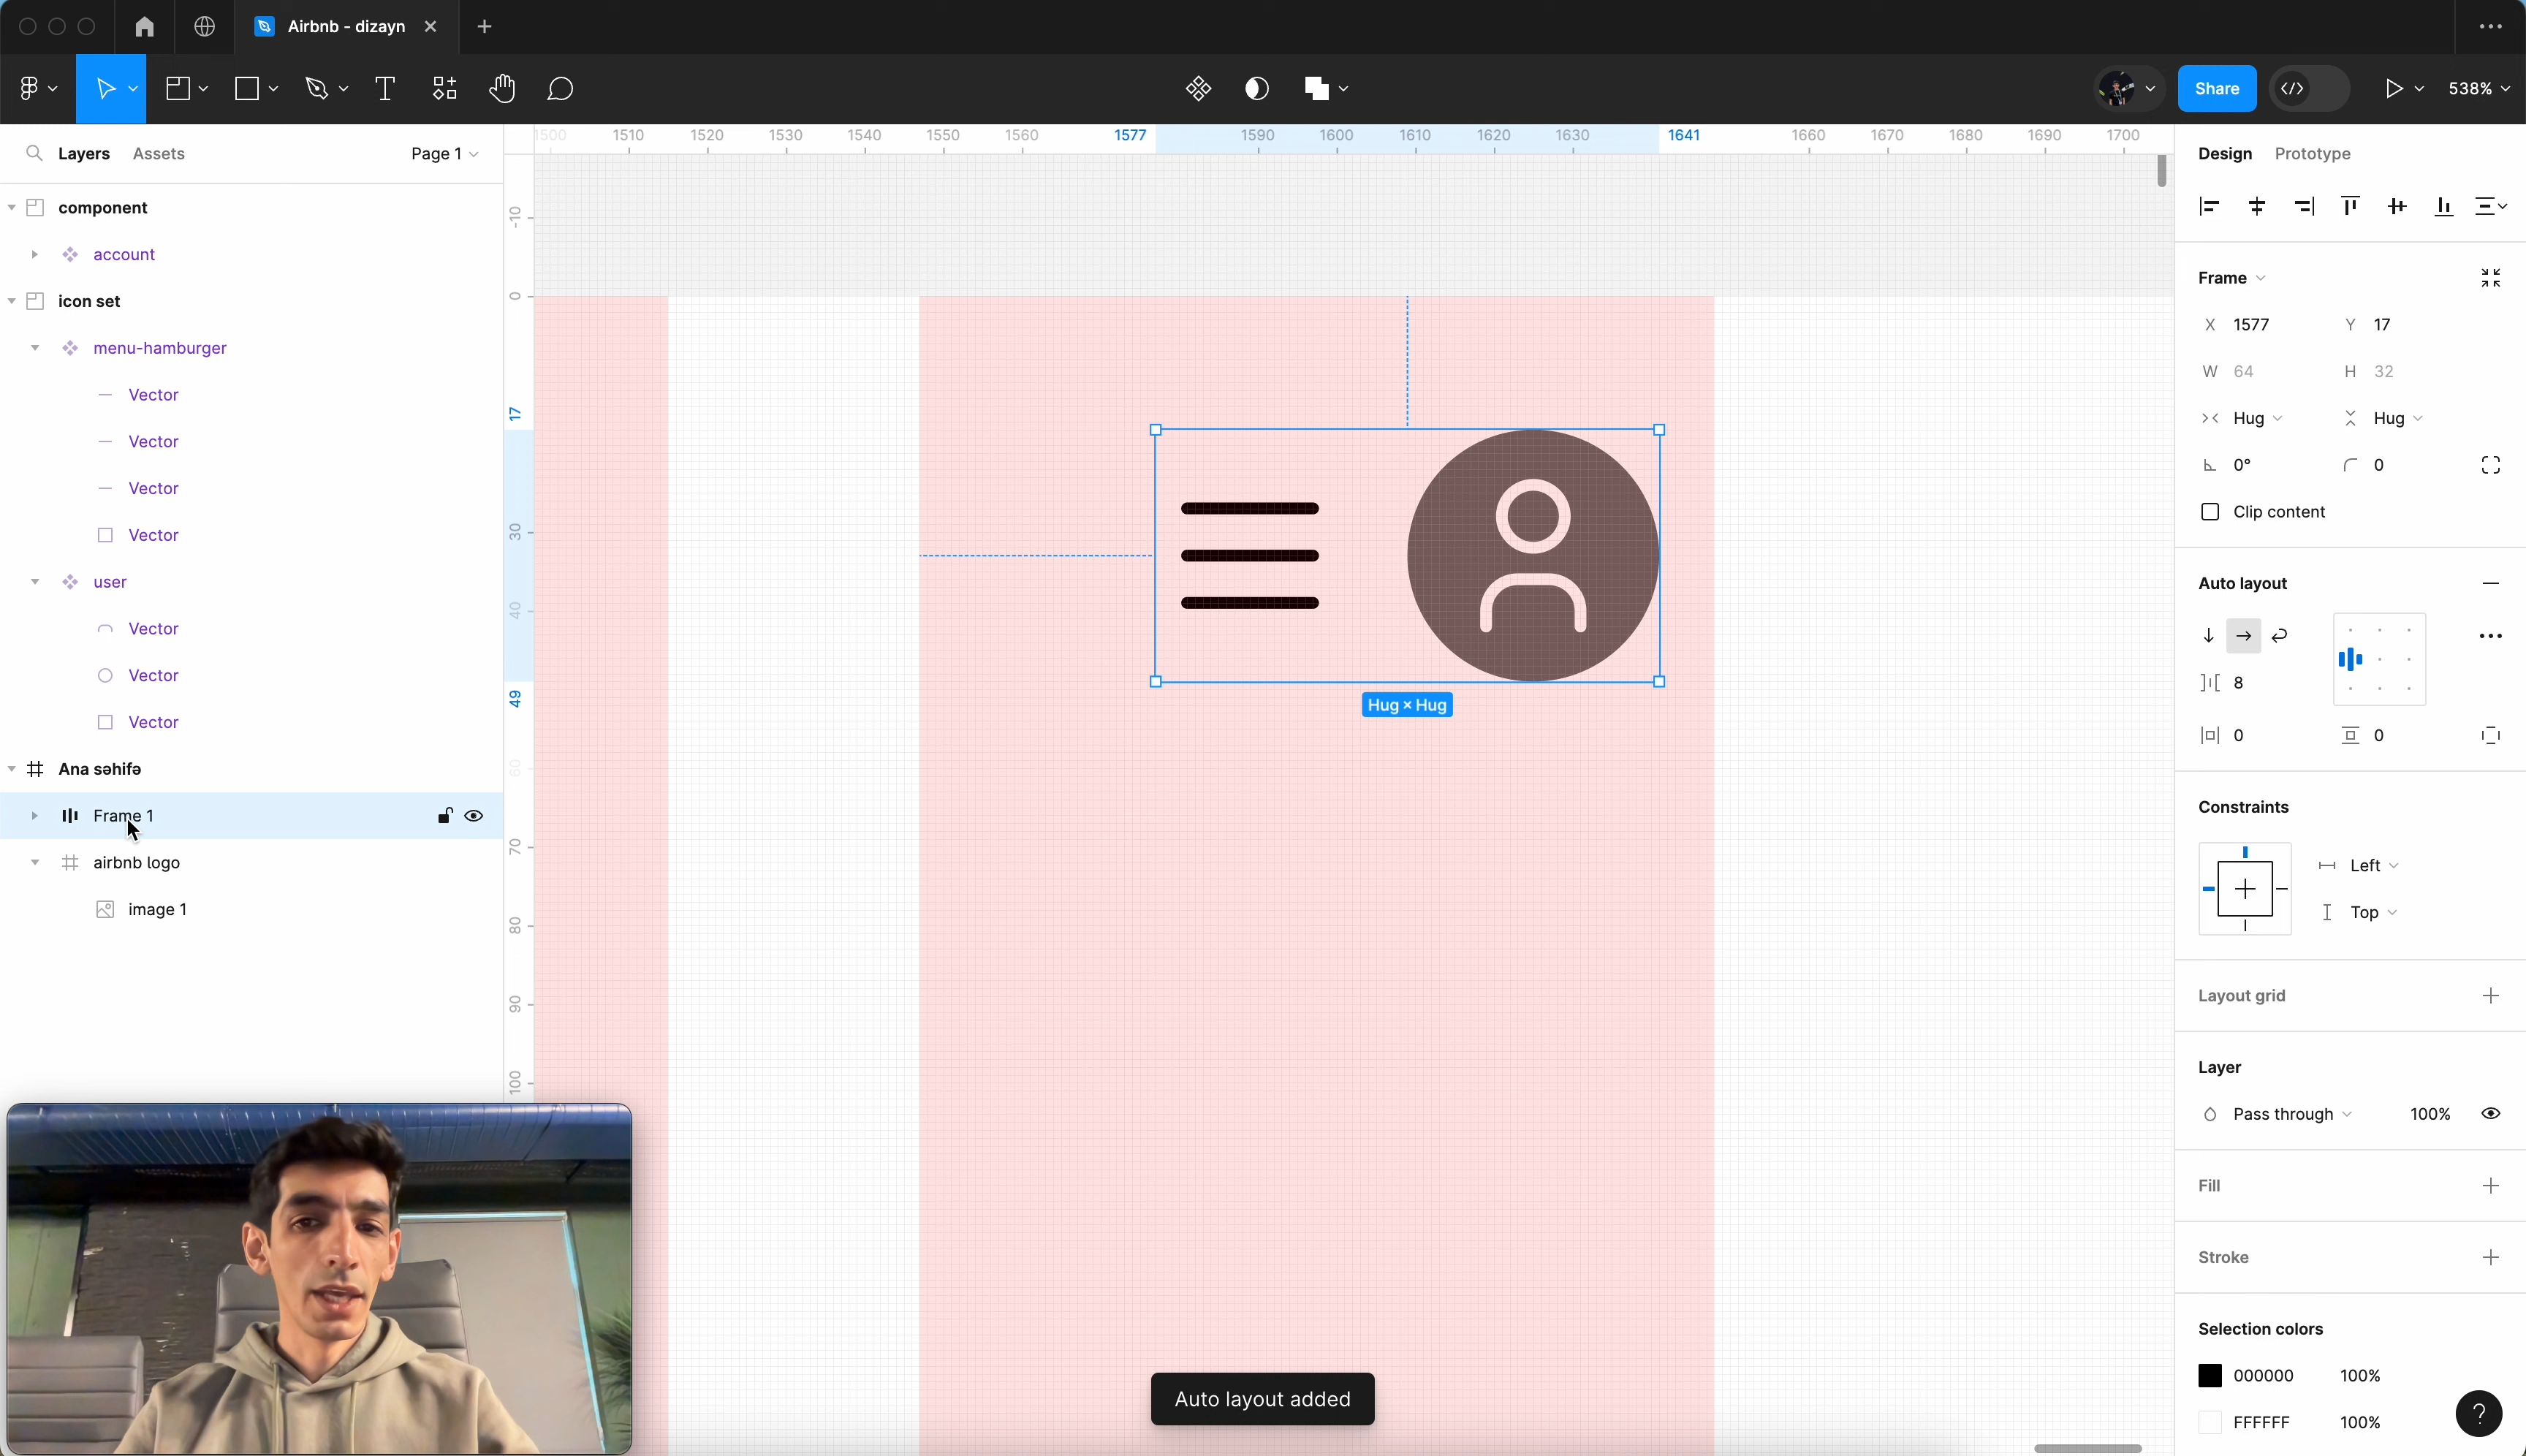 Airbnb - dizayn
Share
538%
Layers Assets Page 1
1500 1510 1520 1530 1540 1550 1560 1577 1590 1600 1610 1620 1630 1641 1660 1670 1680 1690 1700
Design Prototype
component
account
icon set
menu-hamburger
Vector
Vector
Vector
Vector
user
Vector
Vector
Vector
Ana səhifə
Frame 1
airbnb logo
image 1
-10
0
17
30
40
49
60
70
80
90
100
Hug × Hug
Auto layout added
Frame
X 1577 Y 17
W 64 H 32
Hug Hug
0° 0
Clip content
Auto layout
8
0 0
Constraints
Left
Top
Layout grid
Layer
Pass through 100%
Fill
Stroke
Selection colors
000000 100%
FFFFFF 100%
?